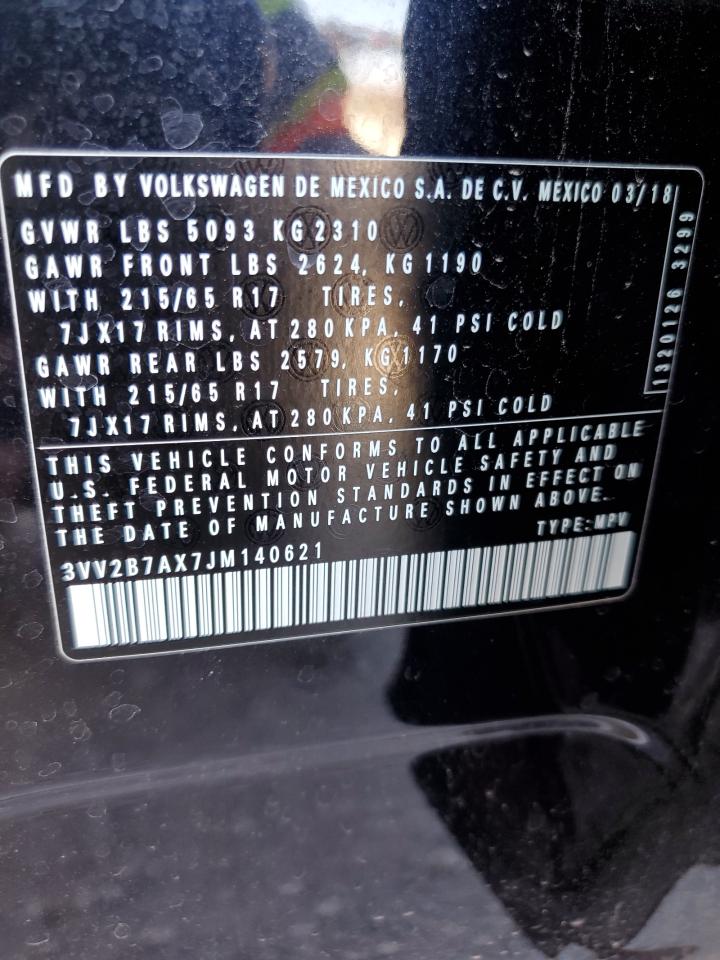 MFD BY VOLKSWAGEN DE MEXICO S.A. DE C.V. MEXICO 03/18
GVWR LBS 5093 KG 2310
GAWR FRONT LBS 2624, KG 1190
WITH 215/65 R17 TIRES,
7JX17 RIMS, AT 280 KPA, 41 PSI COLD
GAWR REAR LBS 2579, KG 1170
WITH 215/65 R17 TIRES,
7JX17 RIMS, AT 280 KPA, 41 PSI COLD
1320126 3299
THIS VEHICLE CONFORMS TO ALL APPLICABLE
U.S. FEDERAL MOTOR VEHICLE SAFETY AND
THEFT PREVENTION STANDARDS IN EFFECT ON
THE DATE OF MANUFACTURE SHOWN ABOVE.
TYPE: MPV
3VV2B7AX7JM140621